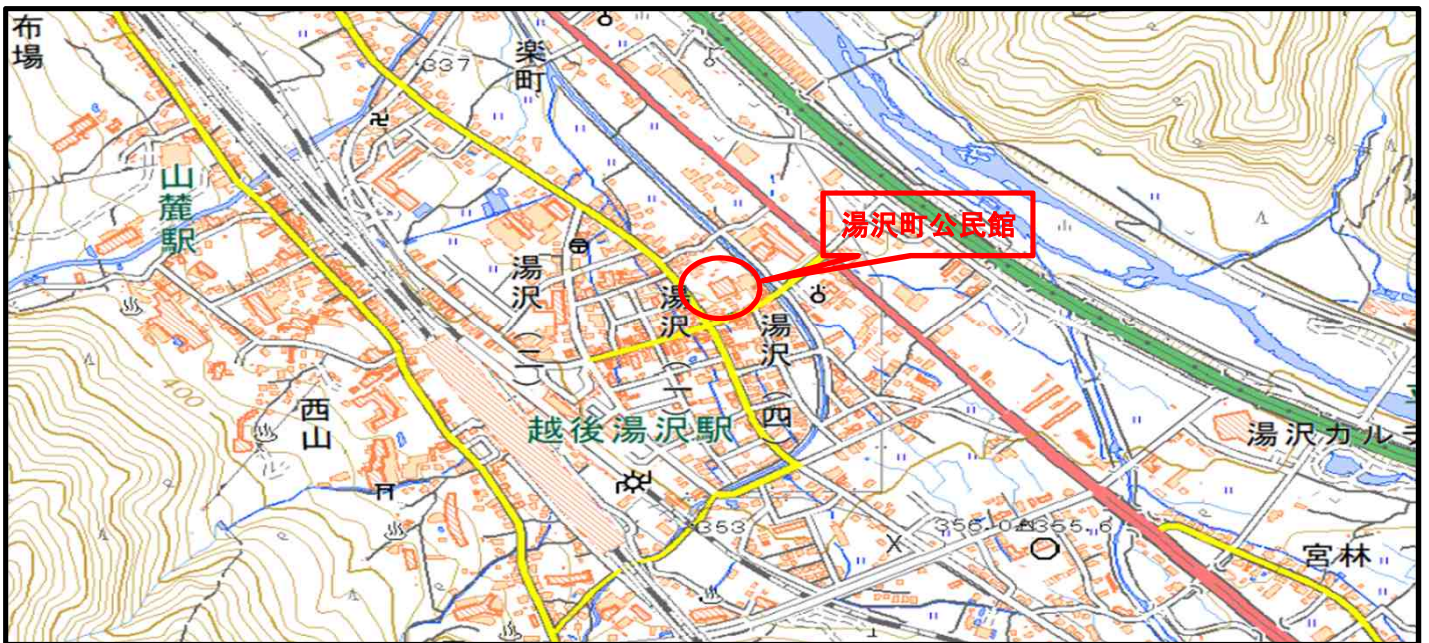 布場
楽町
337
山麓駅
湯沢町公民館
湯沢(二)
湯沢(一)
湯沢(四)
400
西山
越後湯沢駅
湯沢カルチ
353
356.0
355.6
宮林